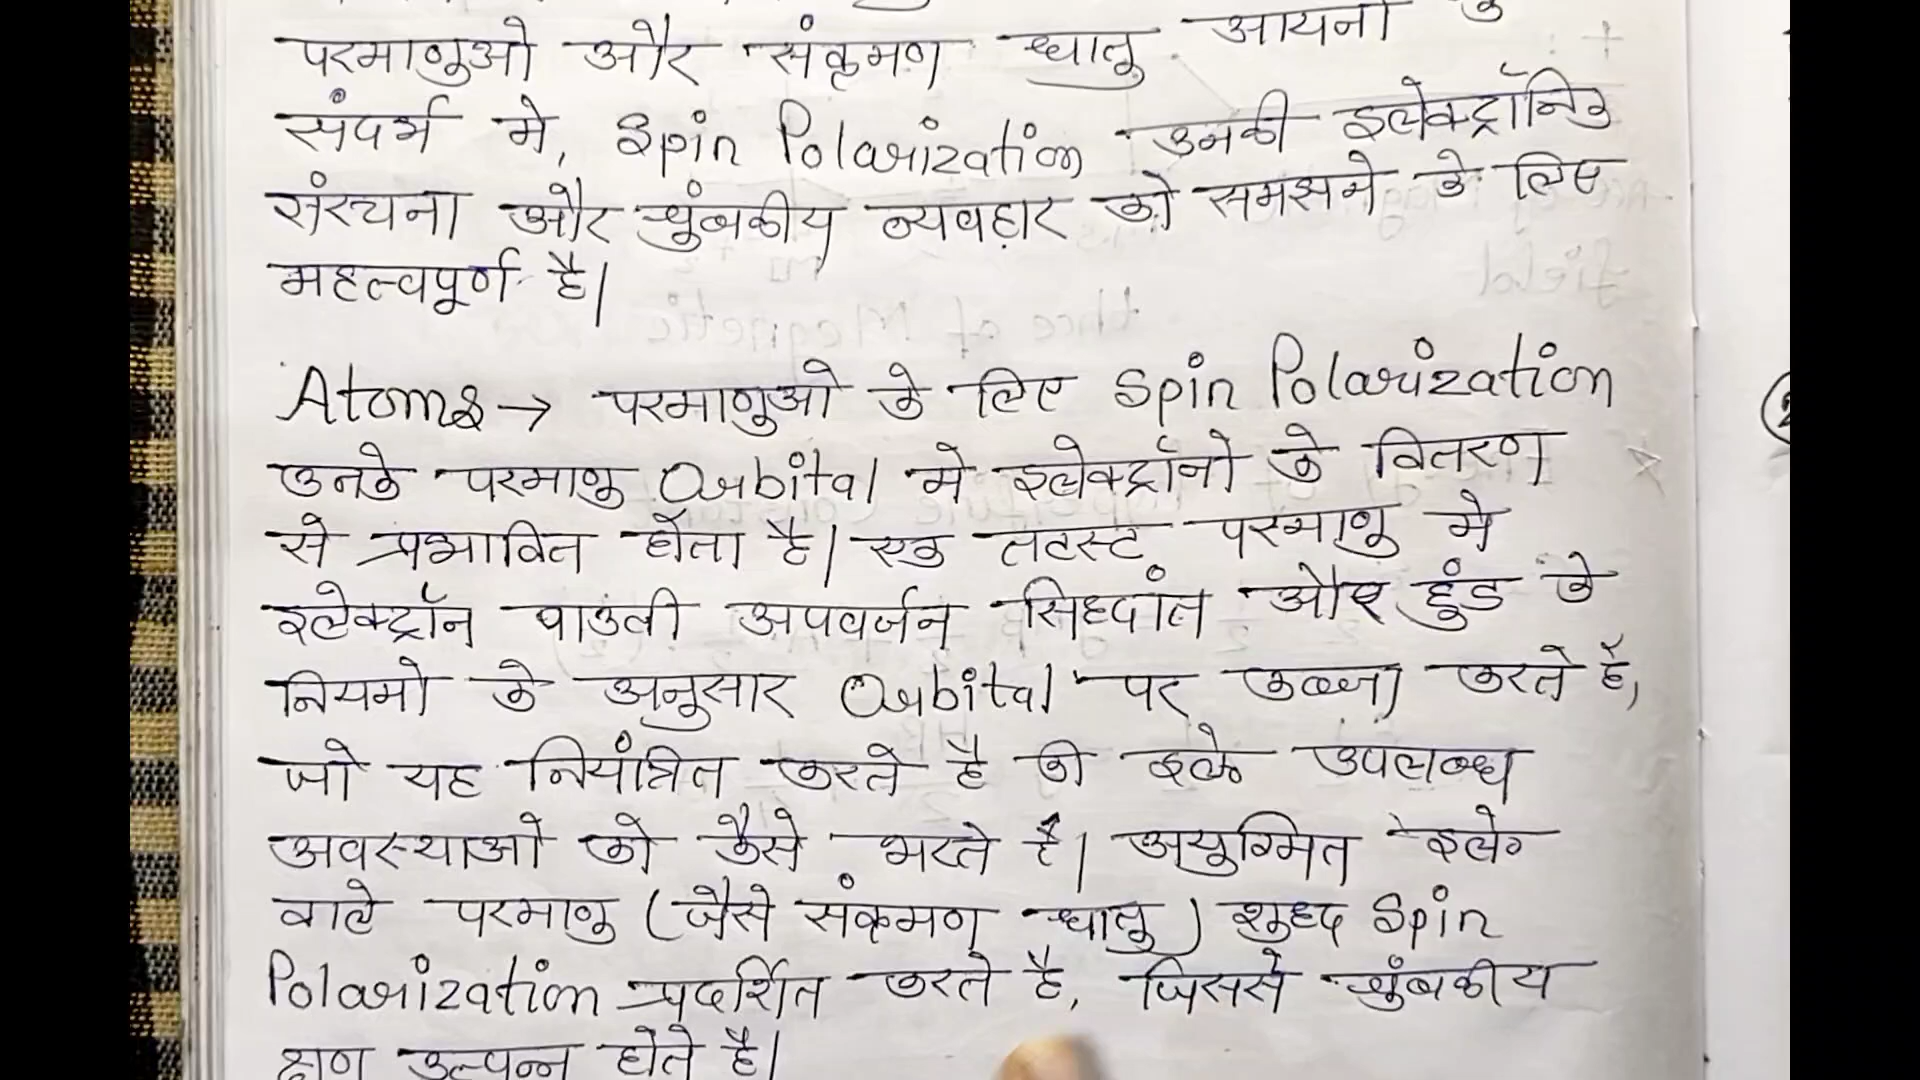 परमाणुओ और संक्रमण धातु आयनो के
संदर्भ मे, Spin Polarization उनकी इलेक्ट्रॉनिक
संरचना और चुंबकीय व्यवहार को समझने के लिए
महत्वपूर्ण है।
Atoms → परमाणुओ के लिए Spin Polarization
उनके परमाणु Orbital मे इलेक्ट्रॉनो के वितरण
से प्रभावित होता है। एक तटस्ट परमाणु मे
इलेक्ट्रॉन पाउली अपवर्जन सिध्दांत और हुंड के
नियमो के अनुसार Orbital पर कब्जा करते है,
जो यह नियंत्रित करते है की इले० उपलब्ध
अवस्थाओ को कैसे भरते है। अयुग्मित इले०
वाले परमाणु (जैसे संक्रमण धातु) शुध्द Spin
Polarization प्रदर्शित करते है, जिससे चुंबकीय
क्षण उत्पन्न होते है।